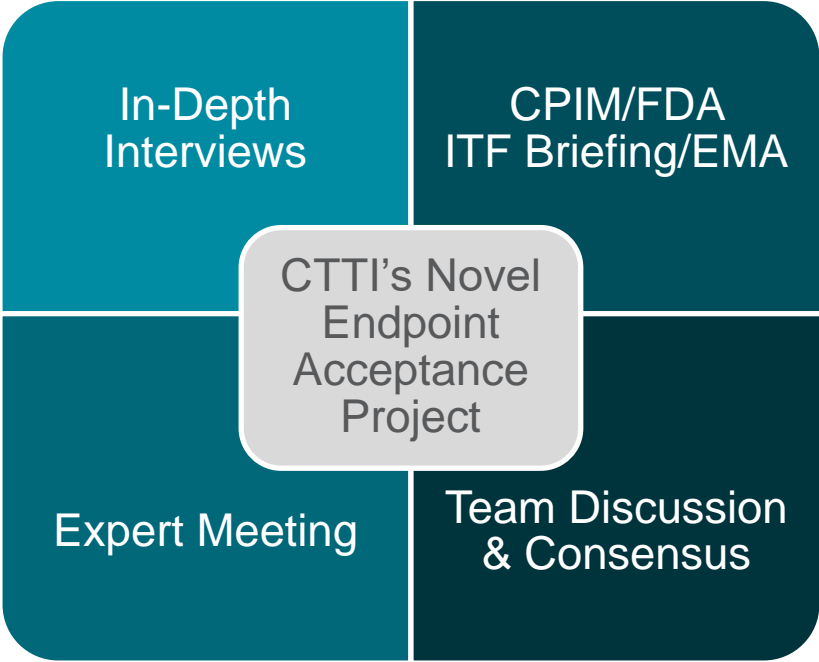 In-Depth
Interviews
CPIM/FDA
ITF Briefing/EMA
CTTI’s Novel
Endpoint
Acceptance
Project
Expert Meeting
Team Discussion
& Consensus